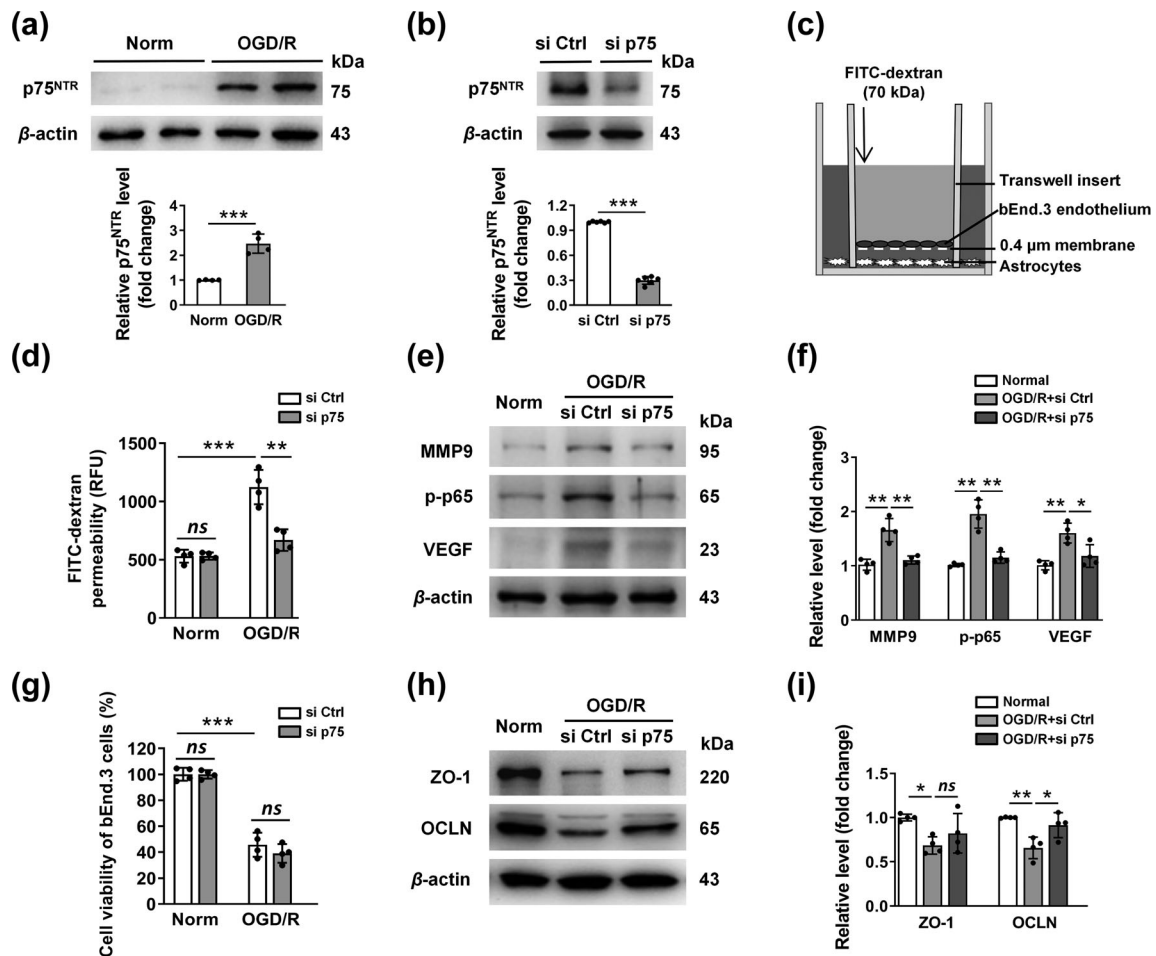 (a)
Norm
OGD/R
kDa
p75NTR
75
β-actin
43
Relative p75NTR level
(fold change)
4
3
2
1
0
***
Norm
OGD/R
(b)
si Ctrl
si p75
kDa
p75NTR
75
β-actin
43
Relative p75NTR level
(fold change)
1.2
0.9
0.6
0.3
0.0
***
si Ctrl
si p75
(c)
FITC-dextran
(70 kDa)
Transwell insert
bEnd.3 endothelium
0.4 μm membrane
Astrocytes
(d)
si Ctrl
si p75
FITC-dextran
permeability (RFU)
1500
1000
500
0
***
**
ns
Norm
OGD/R
(e)
OGD/R
Norm
si Ctrl
si p75
kDa
MMP9
95
p-p65
65
VEGF
23
β-actin
43
(f)
Normal
OGD/R+si Ctrl
OGD/R+si p75
Relative level (fold change)
3
2
1
0
**
**
**
**
**
*
MMP9
p-p65
VEGF
(g)
si Ctrl
si p75
Cell viability of bEnd.3 cells (%)
120
100
80
60
40
20
0
***
ns
ns
Norm
OGD/R
(h)
OGD/R
Norm
si Ctrl
si p75
kDa
ZO-1
220
OCLN
65
β-actin
43
(i)
Normal
OGD/R+si Ctrl
OGD/R+si p75
Relative level (fold change)
1.5
1.0
0.5
0.0
*
ns
**
*
ZO-1
OCLN